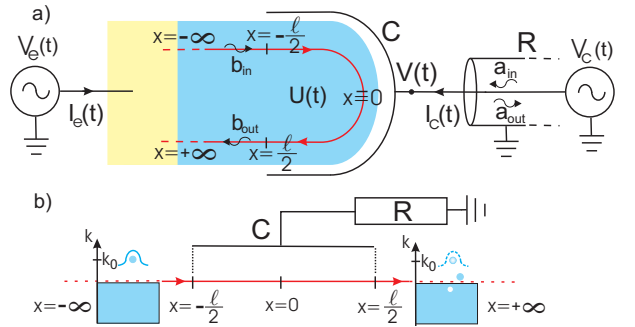 a)
V_e(t)
I_e(t)
x=-∞
x=-ℓ/2
b_in
U(t)
x=0
b_out
x=+∞
x=ℓ/2
C
V(t)
I_c(t)
R
a_in
a_out
V_c(t)
b)
k
k_0
x=-∞
x=-ℓ/2
C
x=0
R
x=ℓ/2
k
k_0
x=+∞